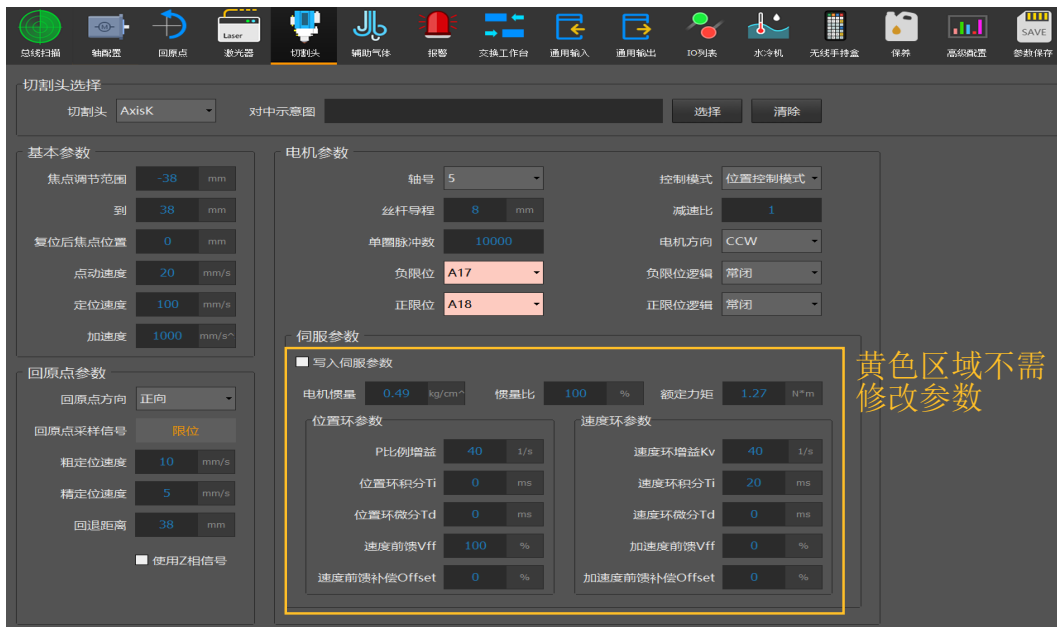 Laser
SAVE
总线扫描 轴配置 回原点 激光器 切割头 辅助气体 报警 交换工作台 通用输入 通用输出 IO列表 水冷机 无线手持盒 保养 高级配置 参数保存
切割头选择
切割头 AxisK 对中示意图 选择 清除
基本参数
焦点调节范围 -38 mm
到 38 mm
复位后焦点位置 0 mm
点动速度 20 mm/s
定位速度 100 mm/s
加速度 1000 mm/s^
回原点参数
回原点方向 正向
回原点采样信号 限位
粗定位速度 10 mm/s
精定位速度 5 mm/s
回退距离 38 mm
使用Z相信号
电机参数
轴号 5 控制模式 位置控制模式
丝杆导程 8 mm 减速比 1
单圈脉冲数 10000 电机方向 CCW
负限位 A17 负限位逻辑 常闭
正限位 A18 正限位逻辑 常闭
伺服参数
写入伺服参数
电机惯量 0.49 kg/cm^ 惯量比 100 % 额定力矩 1.27 N*m
位置环参数
P比例增益 40 1/s
位置环积分Ti 0 ms
位置环微分Td 0 ms
速度前馈Vff 100 %
速度前馈补偿Offset 0 %
速度环参数
速度环增益Kv 40 1/s
速度环积分Ti 20 ms
速度环微分Td 0 ms
加速度前馈Vff 0 %
加速度前馈补偿Offset 0 %
黄色区域不需
修改参数